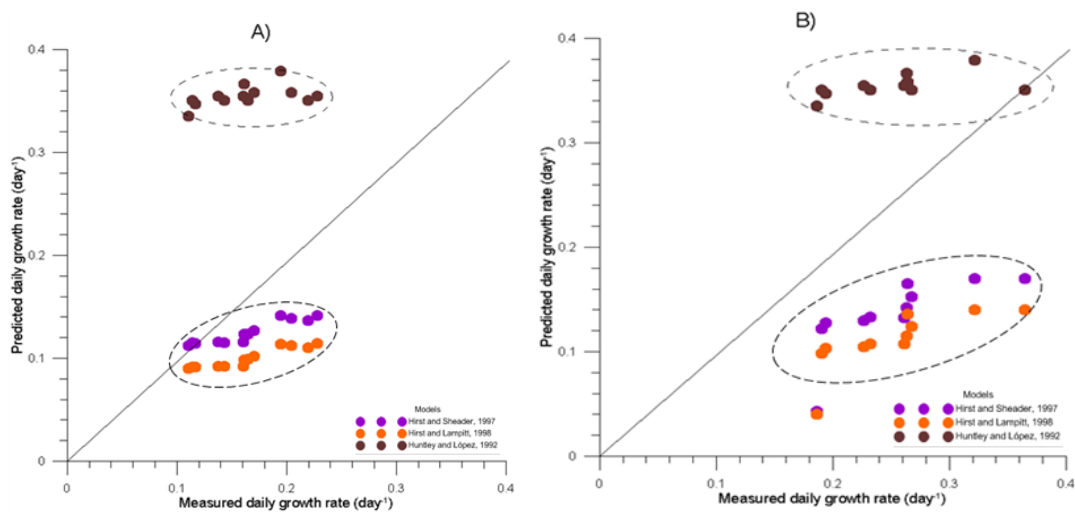 A)
0.4
0.3
0.2
0.1
0
Predicted daily growth rate (day-1)
Models
Hirst and Sheader, 1997
Hirst and Lampitt, 1998
Huntley and López, 1992
0
0.1
0.2
0.3
0.4
Measured daily growth rate (day-1)
B)
0.4
0.3
0.2
0.1
0
Predicted daily growth rate (day-1)
Models
Hirst and Sheader, 1997
Hirst and Lampitt, 1998
Huntley and López, 1992
0
0.1
0.2
0.3
0.4
Measured daily growth rate (day-1)